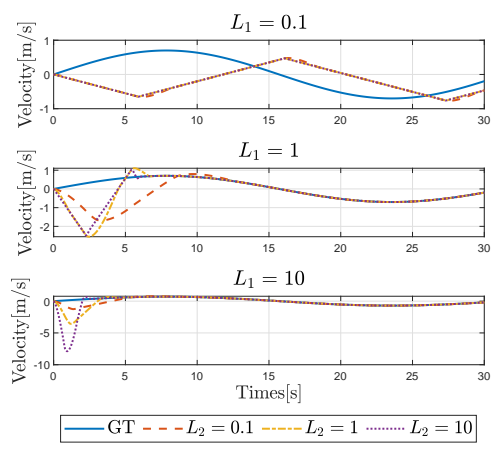 L₁ = 0.1
Velocity[m/s]
1
0
-1
0 5 10 15 20 25 30
L₁ = 1
Velocity[m/s]
1
0
-1
-2
0 5 10 15 20 25 30
L₁ = 10
Velocity[m/s]
0
-5
-10
0 5 10 15 20 25 30
Times[s]
GT L₂ = 0.1 L₂ = 1 L₂ = 10